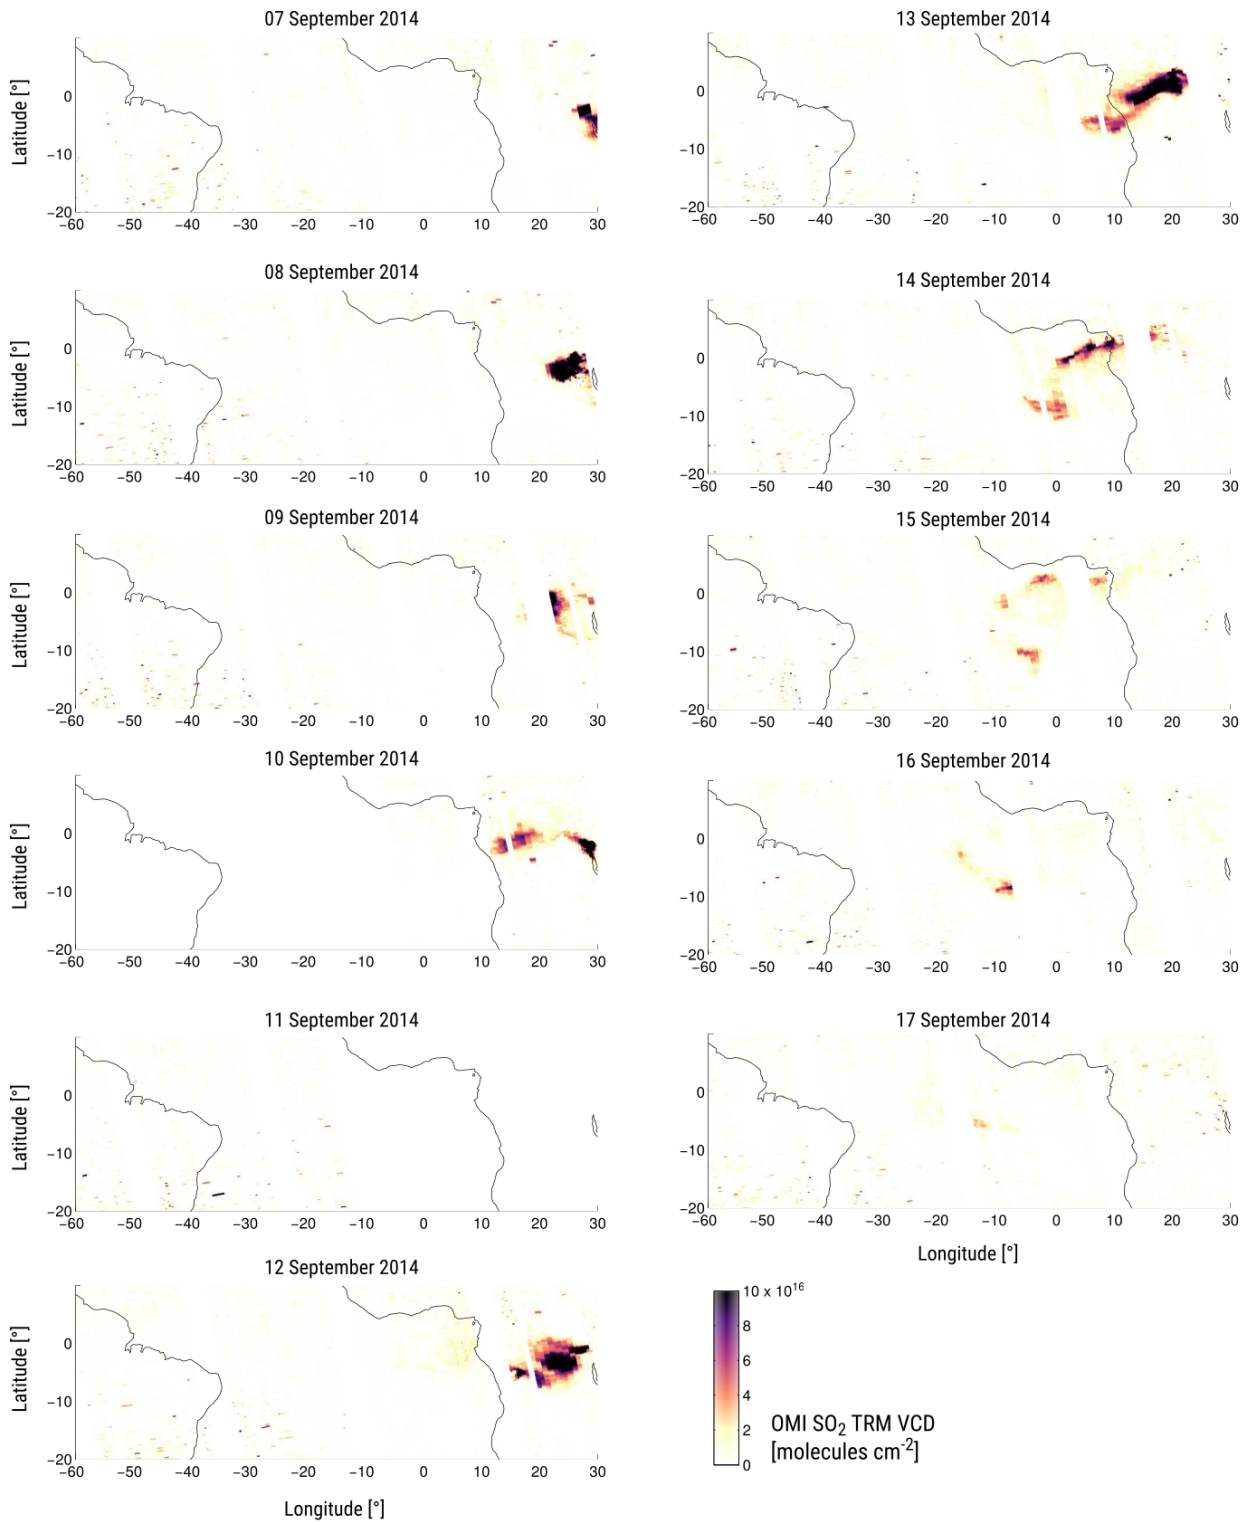 07 September 2014
Latitude [°]
0
−10
−20
−60 −50 −40 −30 −20 −10 0 10 20 30
08 September 2014
Latitude [°]
0
−10
−20
−60 −50 −40 −30 −20 −10 0 10 20 30
09 September 2014
Latitude [°]
0
−10
−20
−60 −50 −40 −30 −20 −10 0 10 20 30
10 September 2014
Latitude [°]
0
−10
−20
−60 −50 −40 −30 −20 −10 0 10 20 30
11 September 2014
Latitude [°]
0
−10
−20
−60 −50 −40 −30 −20 −10 0 10 20 30
12 September 2014
Latitude [°]
0
−10
−20
−60 −50 −40 −30 −20 −10 0 10 20 30
Longitude [°]
13 September 2014
0
−10
−20
−60 −50 −40 −30 −20 −10 0 10 20 30
14 September 2014
0
−10
−20
−60 −50 −40 −30 −20 −10 0 10 20 30
15 September 2014
0
−10
−20
−60 −50 −40 −30 −20 −10 0 10 20 30
16 September 2014
0
−10
−20
−60 −50 −40 −30 −20 −10 0 10 20 30
17 September 2014
0
−10
−20
−60 −50 −40 −30 −20 −10 0 10 20 30
Longitude [°]
10 x 10¹⁶
8
6
4
2
0
OMI SO₂ TRM VCD
[molecules cm⁻²]